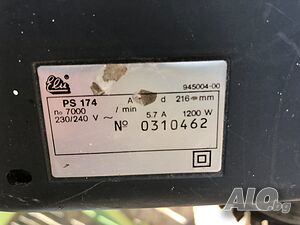 Elu
945004-00
PS 174 A d 216 mm
n₀ 7000 / min 5.7 A 1200 W
230/240 V ~
Nº 0310462
ALO.bg